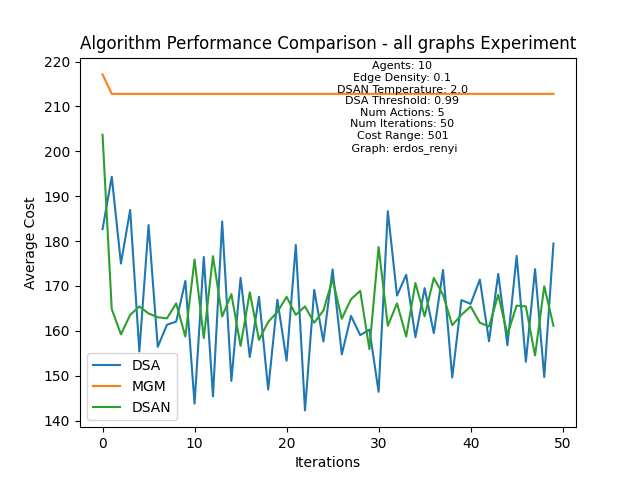 Algorithm Performance Comparison - all graphs Experiment
Agents: 10
Edge Density: 0.1
DSAN Temperature: 2.0
DSA Threshold: 0.99
Num Actions: 5
Num Iterations: 50
Cost Range: 501
Graph: erdos_renyi
220
210
200
190
180
170
160
150
140
Average Cost
DSA
MGM
DSAN
0 10 20 30 40 50
Iterations